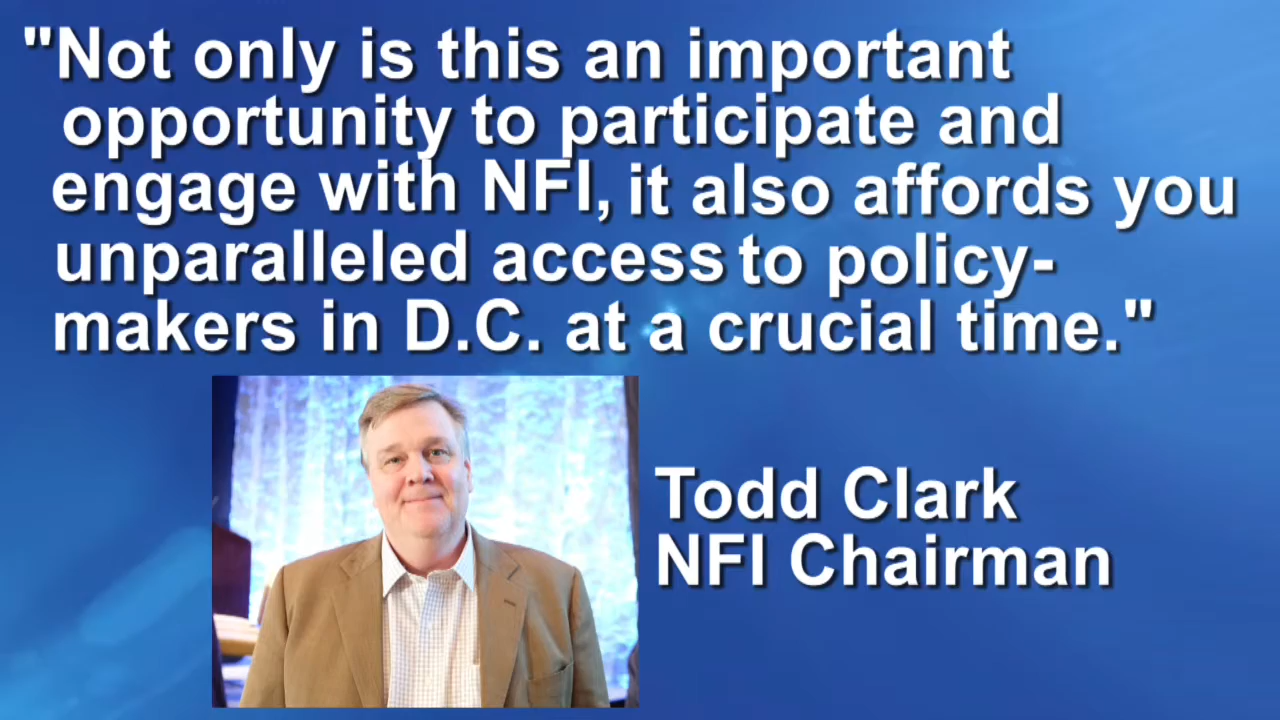 "Not only is this an important
opportunity to participate and
engage with NFI, it also affords you
unparalleled access to policy-
makers in D.C. at a crucial time."
Todd Clark
NFI Chairman